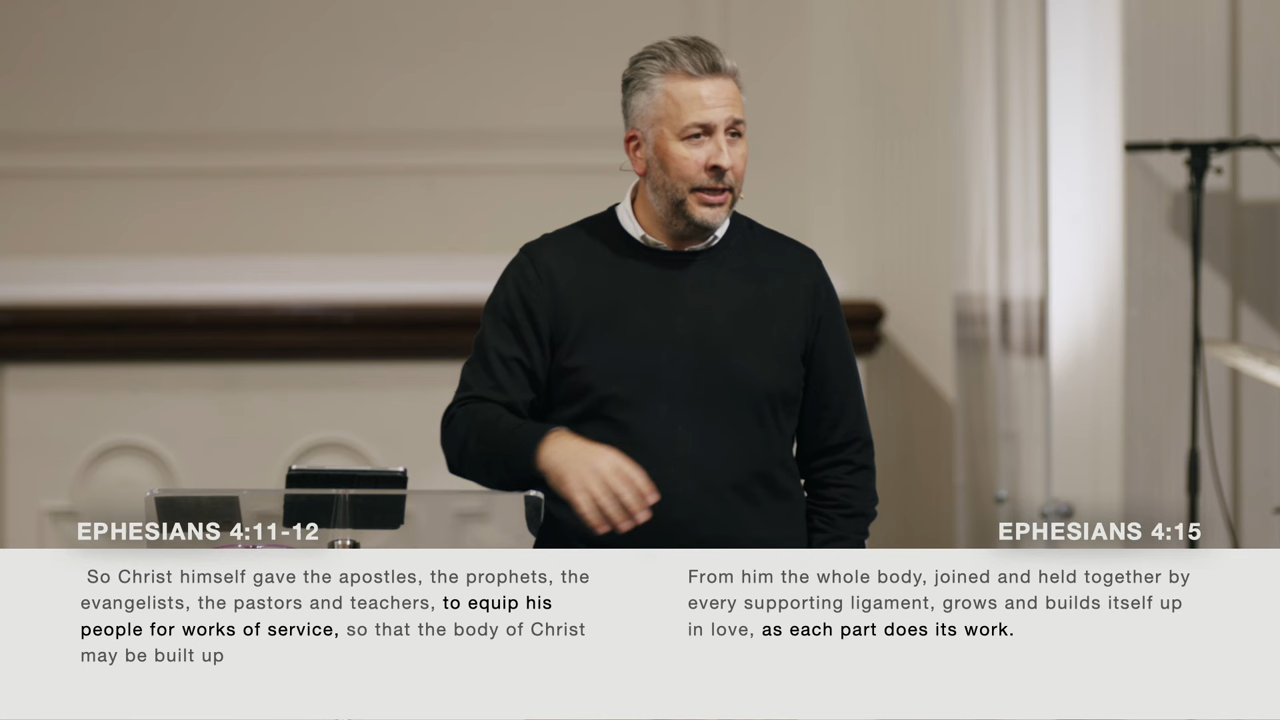 EPHESIANS 4:11-12
So Christ himself gave the apostles, the prophets, the
evangelists, the pastors and teachers, to equip his
people for works of service, so that the body of Christ
may be built up
EPHESIANS 4:15
From him the whole body, joined and held together by
every supporting ligament, grows and builds itself up
in love, as each part does its work.